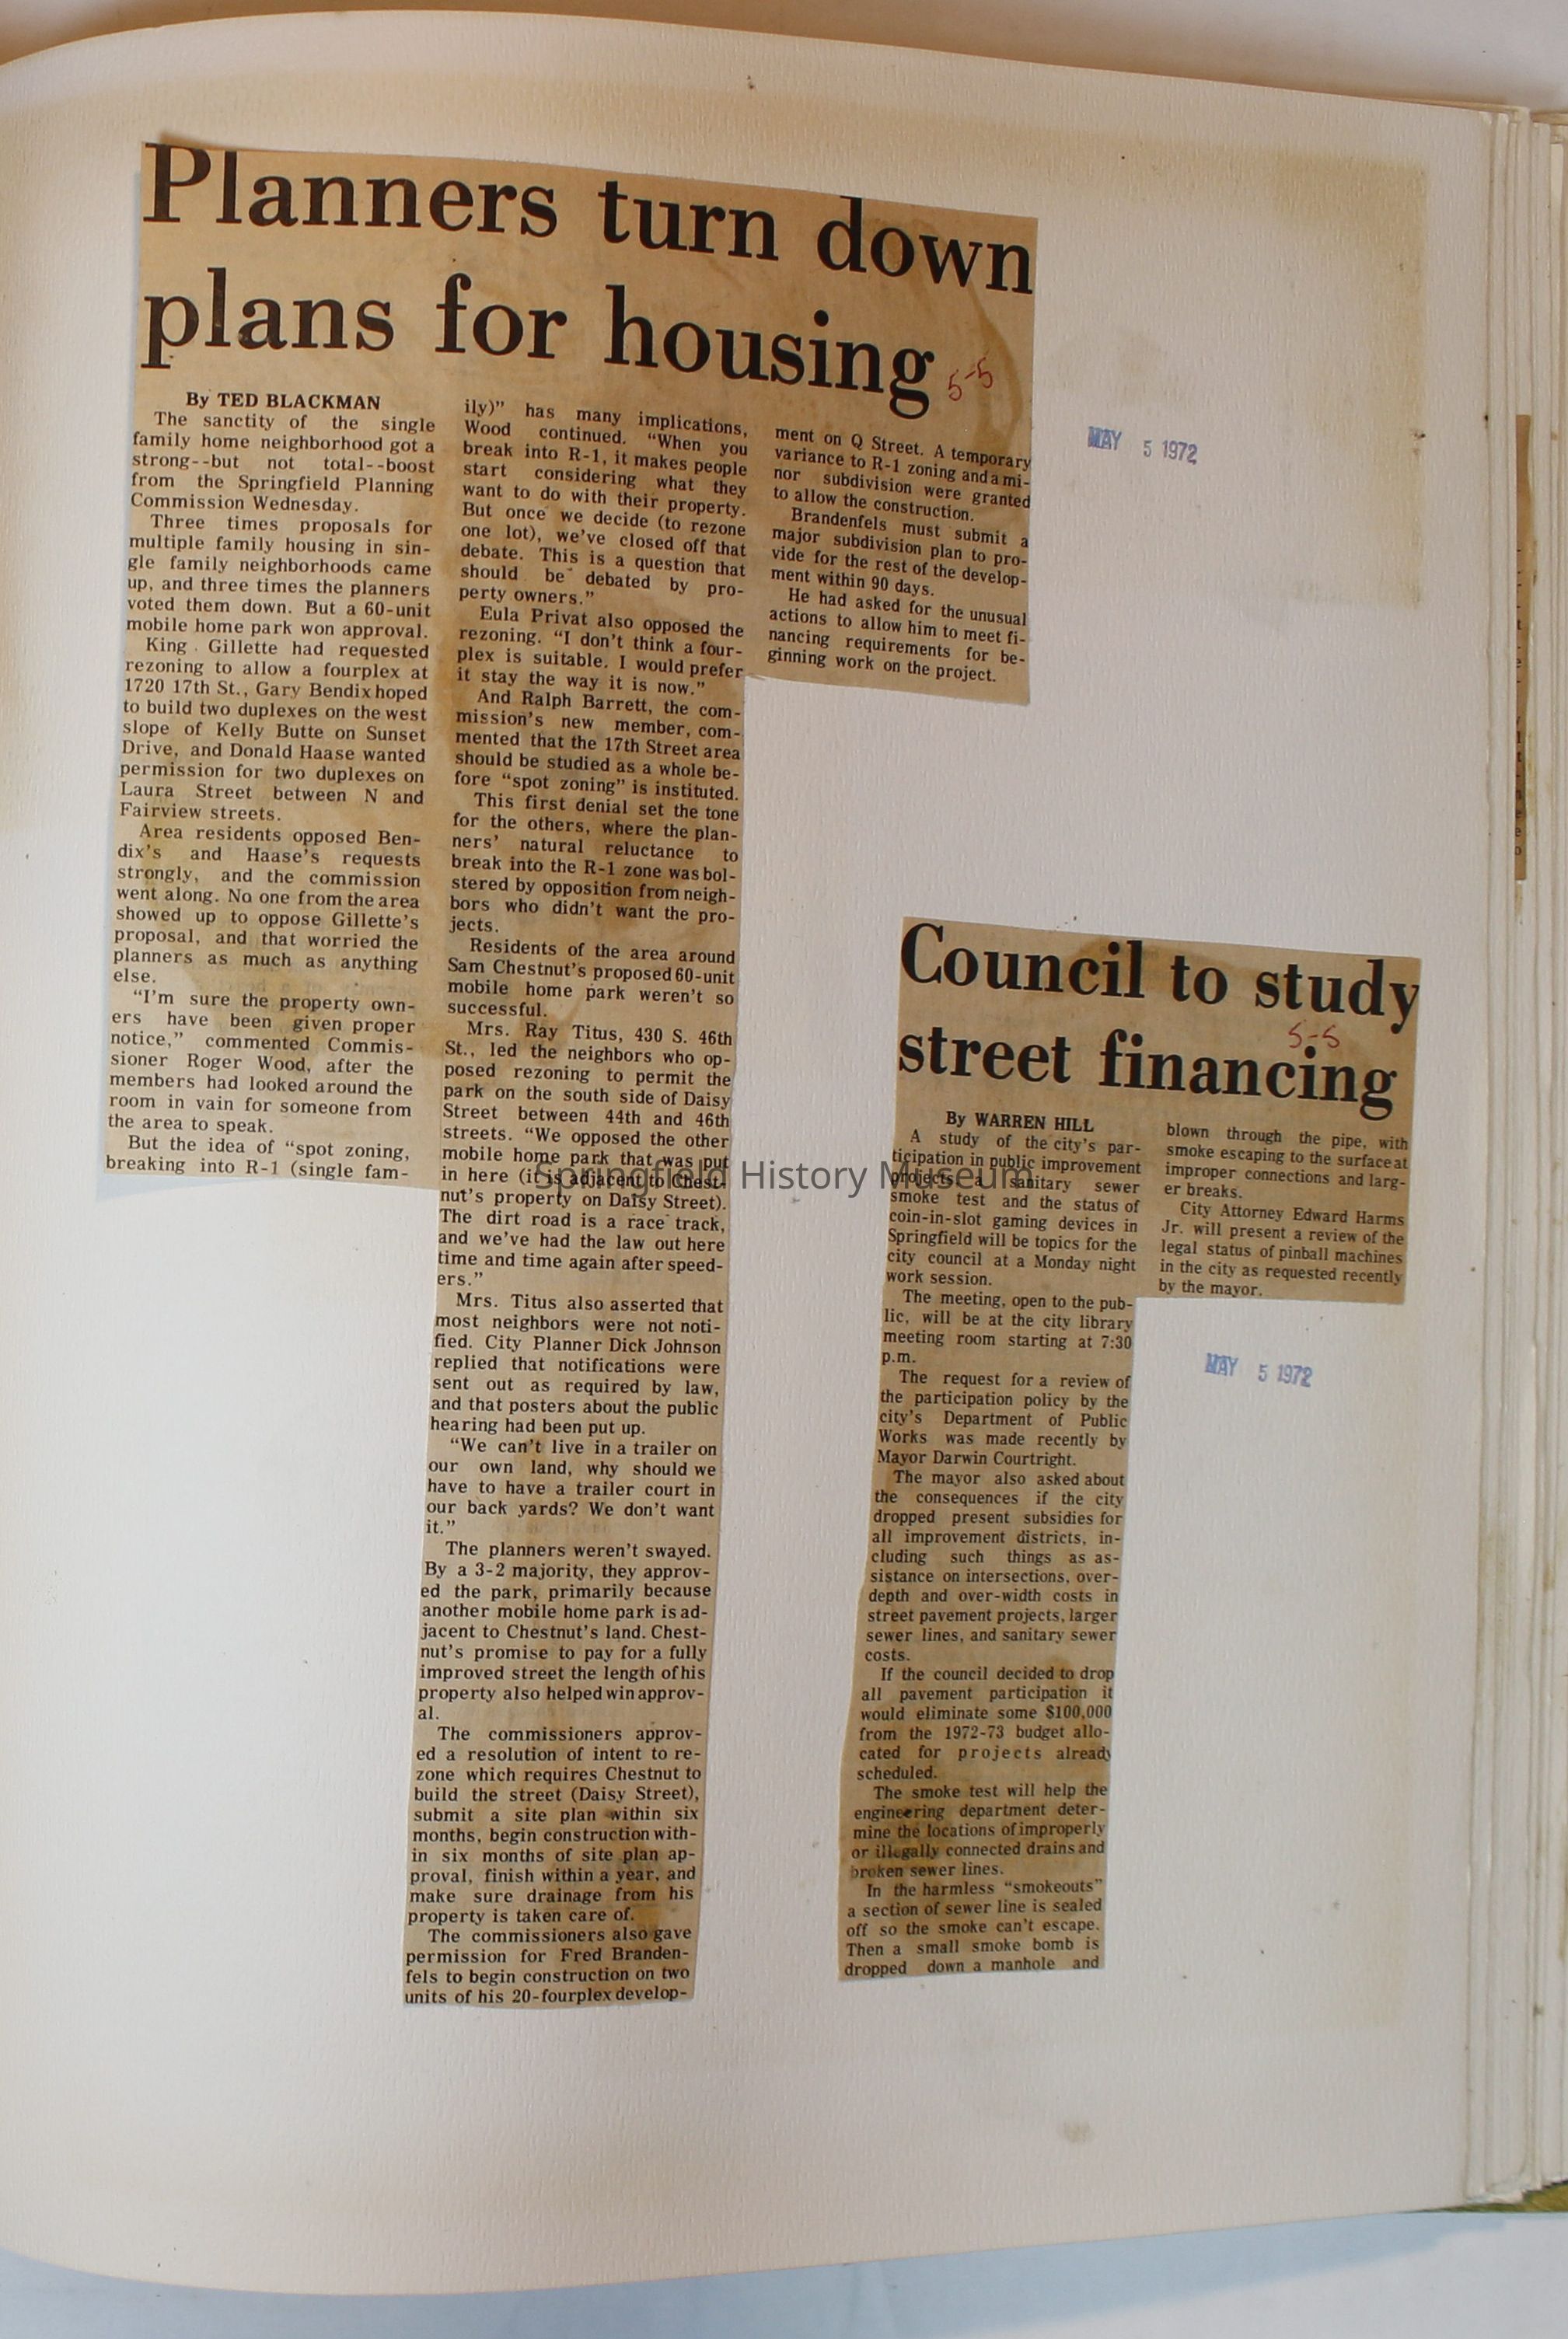 Planners turn down
plans for housing
5-5
By TED BLACKMAN
The sanctity of the single
family home neighborhood got a
strong--but not total--boost
from the Springfield Planning
Commission Wednesday.
Three times proposals for
multiple family housing in sin-
gle family neighborhoods came
up, and three times the planners
voted them down. But a 60-unit
mobile home park won approval.
King Gillette had requested
rezoning to allow a fourplex at
1720 17th St., Gary Bendix hoped
to build two duplexes on the west
slope of Kelly Butte on Sunset
Drive, and Donald Haase wanted
permission for two duplexes on
Laura Street between N and
Fairview streets.
Area residents opposed Ben-
dix's and Haase's requests
strongly, and the commission
went along. No one from the area
showed up to oppose Gillette's
proposal, and that worried the
planners as much as anything
else.
"I'm sure the property own-
ers have been given proper
notice," commented Commis-
sioner Roger Wood, after the
members had looked around the
room in vain for someone from
the area to speak.
But the idea of "spot zoning,
breaking into R-1 (single fam-
ily)" has many implications,
Wood continued. "When you
break into R-1, it makes people
start considering what they
want to do with their property.
But once we decide (to rezone
one lot), we've closed off that
debate. This is a question that
should be debated by pro-
perty owners."
Eula Privat also opposed the
rezoning. "I don't think a four-
plex is suitable. I would prefer
it stay the way it is now."
And Ralph Barrett, the com-
mission's new member, com-
mented that the 17th Street area
should be studied as a whole be-
fore "spot zoning" is instituted.
This first denial set the tone
for the others, where the plan-
ners' natural reluctance to
break into the R-1 zone was bol-
stered by opposition from neigh-
bors who didn't want the pro-
jects.
Residents of the area around
Sam Chestnut's proposed 60-unit
mobile home park weren't so
successful.
Mrs. Ray Titus, 430 S. 46th
St., led the neighbors who op-
posed rezoning to permit the
park on the south side of Daisy
Street between 44th and 46th
streets. "We opposed the other
mobile home park that was put
in here (it is adjacent to Chest-
nut's property on Daisy Street).
The dirt road is a race track,
and we've had the law out here
time and time again after speed-
ers."
Mrs. Titus also asserted that
most neighbors were not noti-
fied. City Planner Dick Johnson
replied that notifications were
sent out as required by law,
and that posters about the public
hearing had been put up.
"We can't live in a trailer on
our own land, why should we
have to have a trailer court in
our back yards? We don't want
it."
The planners weren't swayed.
By a 3-2 majority, they approv-
ed the park, primarily because
another mobile home park is ad-
jacent to Chestnut's land. Chest-
nut's promise to pay for a fully
improved street the length of his
property also helped win approv-
al.
The commissioners approv-
ed a resolution of intent to re-
zone which requires Chestnut to
build the street (Daisy Street),
submit a site plan within six
months, begin construction with-
in six months of site plan ap-
proval, finish within a year, and
make sure drainage from his
property is taken care of.
The commissioners also gave
permission for Fred Branden-
fels to begin construction on two
units of his 20-fourplex develop-
ment on Q Street. A temporary
variance to R-1 zoning and a mi-
nor subdivision were granted
to allow the construction.
Brandenfels must submit a
major subdivision plan to pro-
vide for the rest of the develop-
ment within 90 days.
He had asked for the unusual
actions to allow him to meet fi-
nancing requirements for be-
ginning work on the project.
MAY 5 1972
Council to study
street financing
5-5
By WARREN HILL
A study of the city's par-
ticipation in public improvement
projects, a sanitary sewer
smoke test and the status of
coin-in-slot gaming devices in
Springfield will be topics for the
city council at a Monday night
work session.
The meeting, open to the pub-
lic, will be at the city library
meeting room starting at 7:30
p.m.
The request for a review of
the participation policy by the
city's Department of Public
Works was made recently by
Mayor Darwin Courtright.
The mayor also asked about
the consequences if the city
dropped present subsidies for
all improvement districts, in-
cluding such things as as-
sistance on intersections, over-
depth and over-width costs in
street pavement projects, larger
sewer lines, and sanitary sewer
costs.
If the council decided to drop
all pavement participation it
would eliminate some $100,000
from the 1972-73 budget allo-
cated for projects already
scheduled.
The smoke test will help the
engineering department deter-
mine the locations of improperly
or illegally connected drains and
broken sewer lines.
In the harmless "smokeouts"
a section of sewer line is sealed
off so the smoke can't escape.
Then a small smoke bomb is
dropped down a manhole and
blown through the pipe, with
smoke escaping to the surface at
improper connections and larg-
er breaks.
City Attorney Edward Harms
Jr. will present a review of the
legal status of pinball machines
in the city as requested recently
by the mayor.
MAY 5 1972
Springfield History Museum